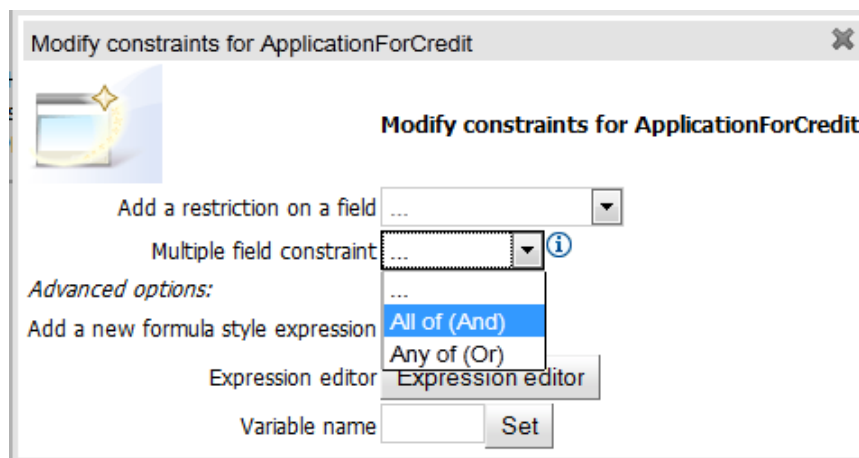 Modify constraints for ApplicationForCredit
Modify constraints for ApplicationForCredit
Add a restriction on a field ...
Multiple field constraint ...
Advanced options:
...
Add a new formula style expression
All of (And)
Any of (Or)
Expression editor Expression editor
Variable name Set